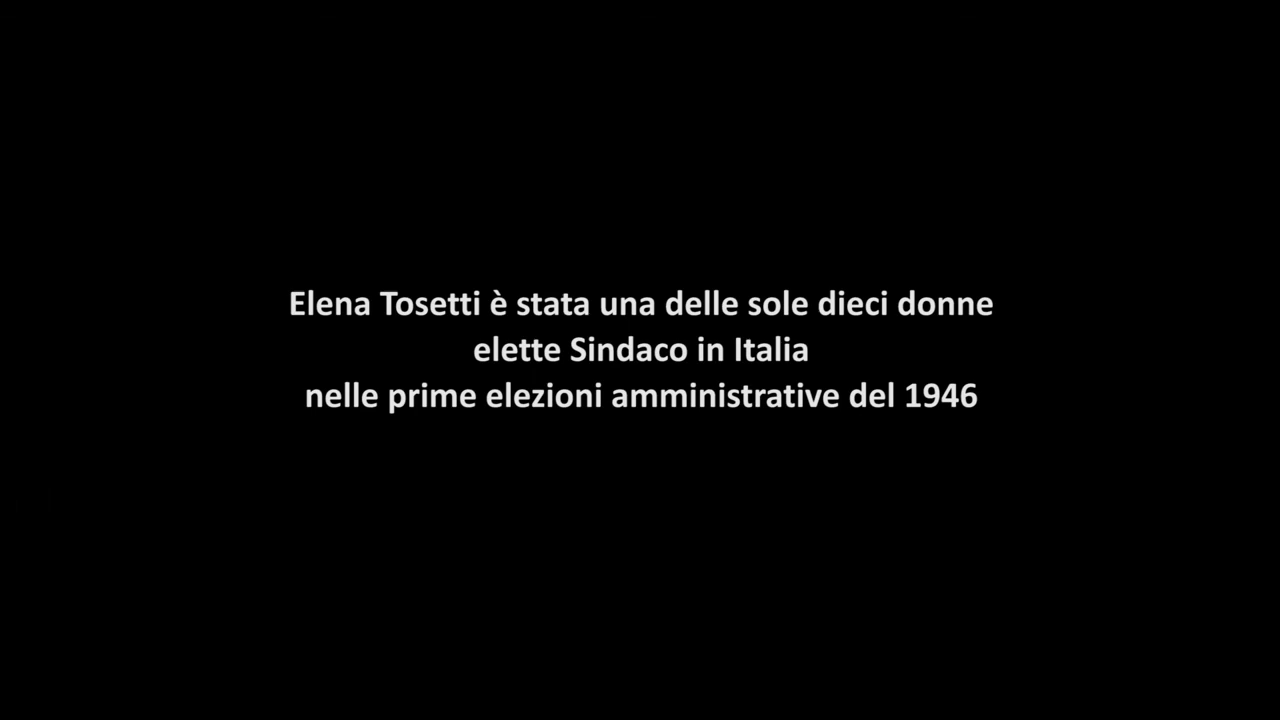 Elena Tosetti è stata una delle sole dieci donne
elette Sindaco in Italia
nelle prime elezioni amministrative del 1946